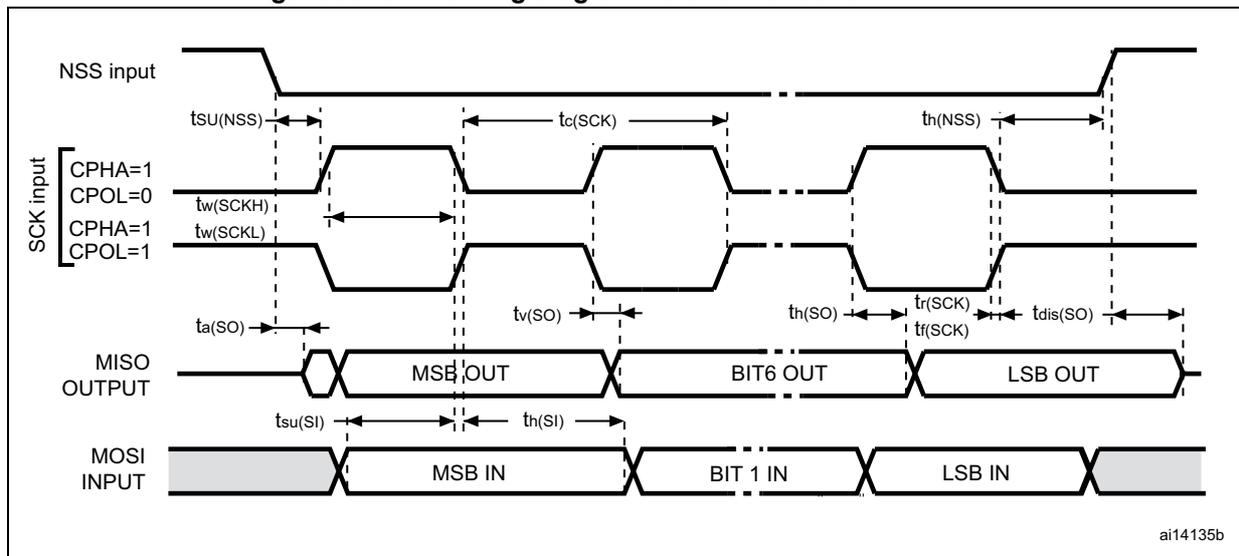 NSS input
tSU(NSS)
tc(SCK)
th(NSS)
SCK input
CPHA=1
CPOL=0
tw(SCKH)
CPHA=1
tw(SCKL)
CPOL=1
ta(SO)
tv(SO)
th(SO)
tr(SCK)
tf(SCK)
tdis(SO)
MISO
OUTPUT
MSB OUT
BIT6 OUT
LSB OUT
tsu(SI)
th(SI)
MOSI
INPUT
MSB IN
BIT 1 IN
LSB IN
ai14135b